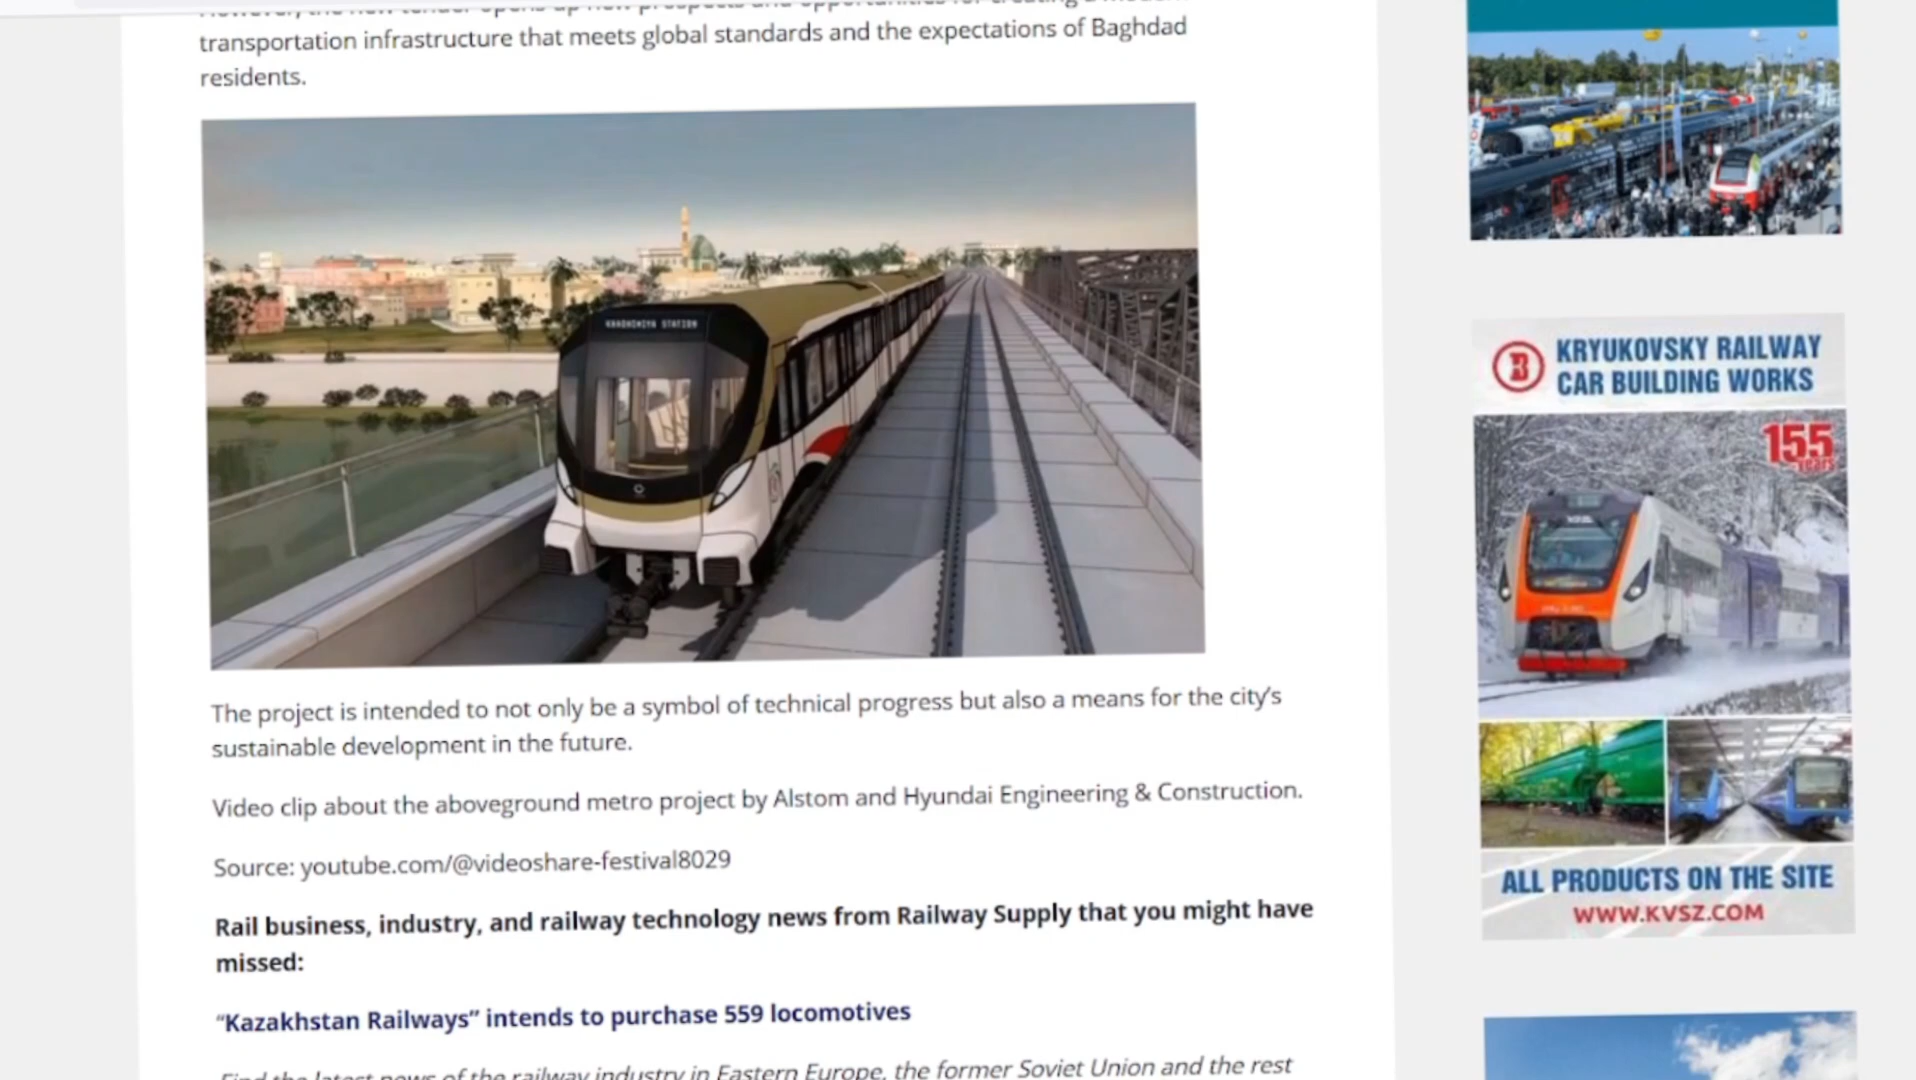 However, the new tender opens up new prospects and opportunities for creating a modern
transportation infrastructure that meets global standards and the expectations of Baghdad
residents.
KHADHIMIYA STATION
The project is intended to not only be a symbol of technical progress but also a means for the city's
sustainable development in the future.
Video clip about the aboveground metro project by Alstom and Hyundai Engineering & Construction.
Source: youtube.com/@videoshare-festival8029
Rail business, industry, and railway technology news from Railway Supply that you might have
missed:
“Kazakhstan Railways” intends to purchase 559 locomotives
Find the latest news of the railway industry in Eastern Europe, the former Soviet Union and the rest
KRYUKOVSKY RAILWAY
CAR BUILDING WORKS
155
Years
ALL PRODUCTS ON THE SITE
WWW.KVSZ.COM